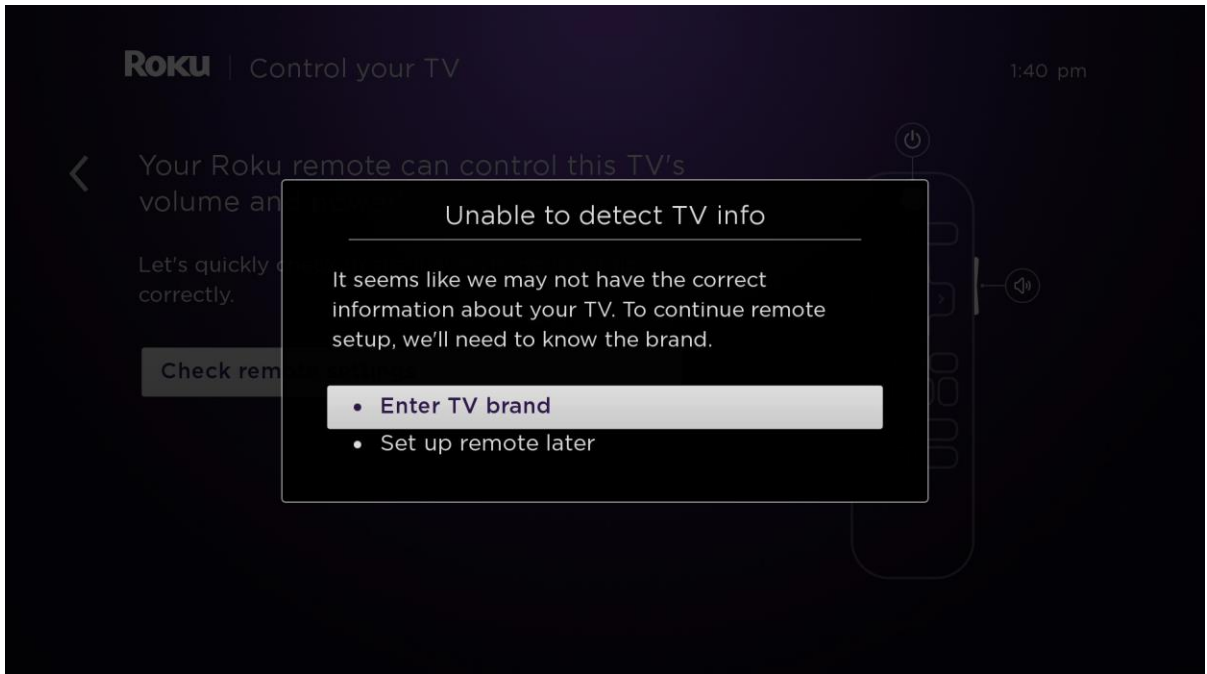 Roku | Control your TV
1:40 pm
Your Roku remote can control this TV's
volume an
Let's quickly
correctly.
Check rem
Unable to detect TV info
It seems like we may not have the correct
information about your TV. To continue remote
setup, we'll need to know the brand.
• Enter TV brand
• Set up remote later